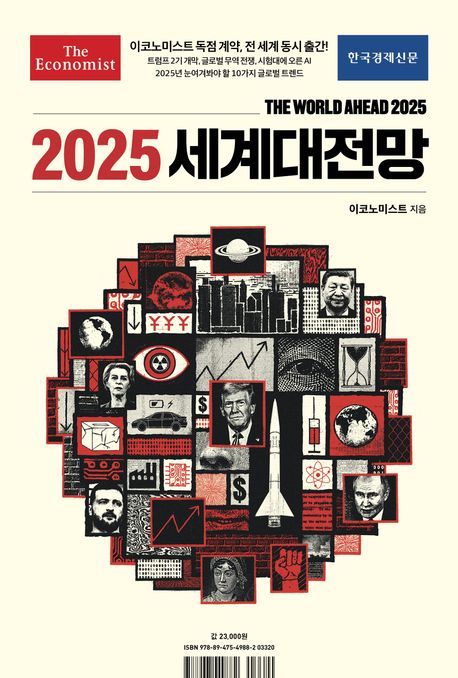 The
Economist
이코노미스트 독점 계약, 전 세계 동시 출간!
트럼프 2기 개막, 글로벌 무역 전쟁, 시험대에 오른 AI
2025년 눈여겨봐야 할 10가지 글로벌 트렌드
한국경제신문
THE WORLD AHEAD 2025
2025 세계대전망
이코노미스트 지음
¥¥¥
$
$
값 23,000원
ISBN 978-89-475-4988-2 03320